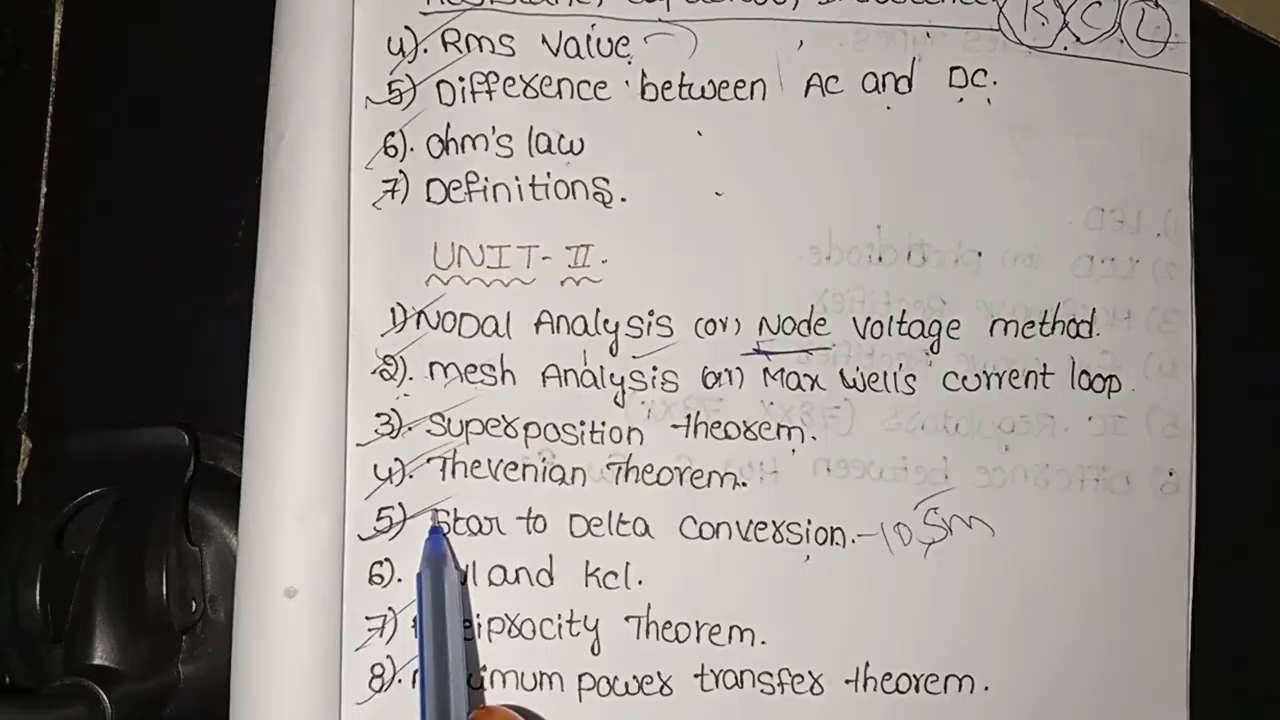 (R) (C) (L)
4). Rms Value
5) Difference between AC and DC.
6). ohm's law
7) Definitions.
UNIT- II.
1) Nodal Analysis (or) Node voltage method.
2). mesh Analysis (or) Max well's current loop.
3). Superposition theorem.
4). Thevenian Theorem.
5) Star to Delta Conversion.-10 5m
6). and kcl.
7) Theorem.
8). power transfer theorem.